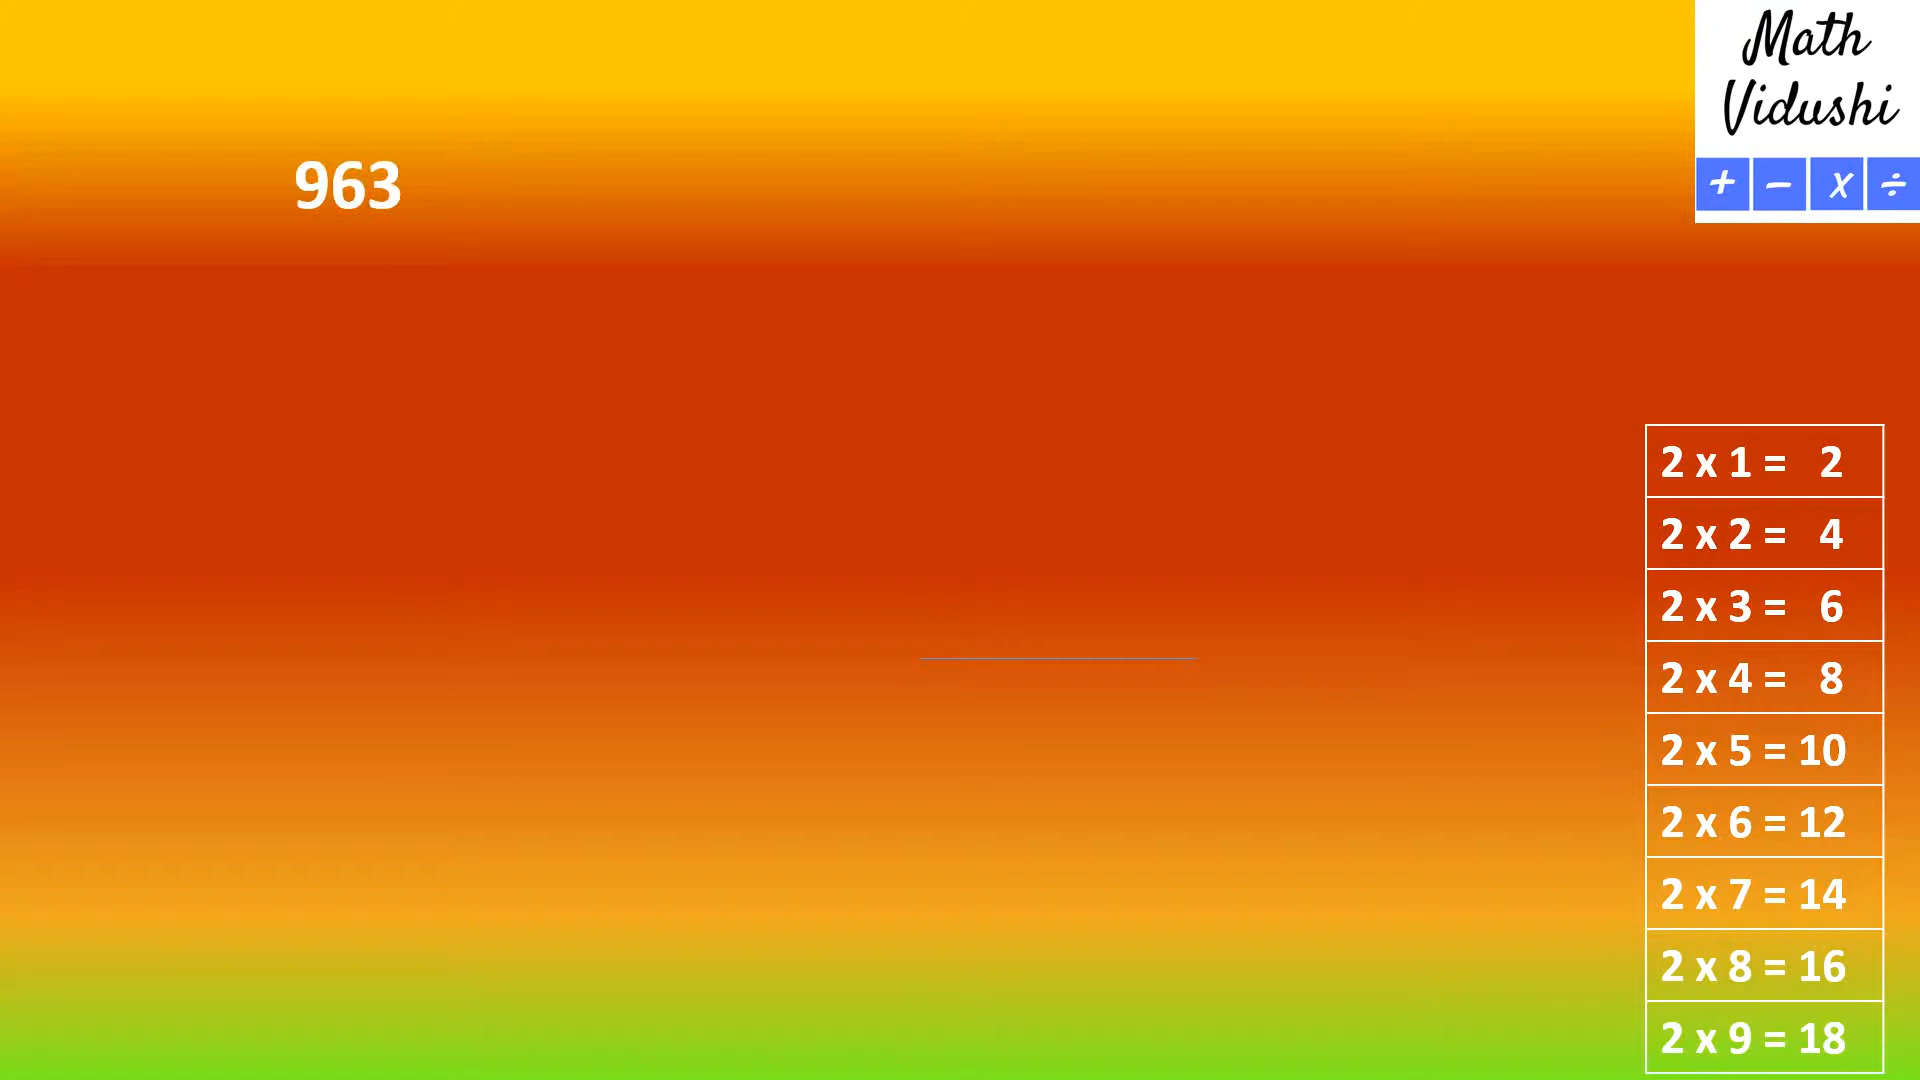 Math
Vidushi
+ − x ÷
963
2 x 1 = 2
2 x 2 = 4
2 x 3 = 6
2 x 4 = 8
2 x 5 = 10
2 x 6 = 12
2 x 7 = 14
2 x 8 = 16
2 x 9 = 18